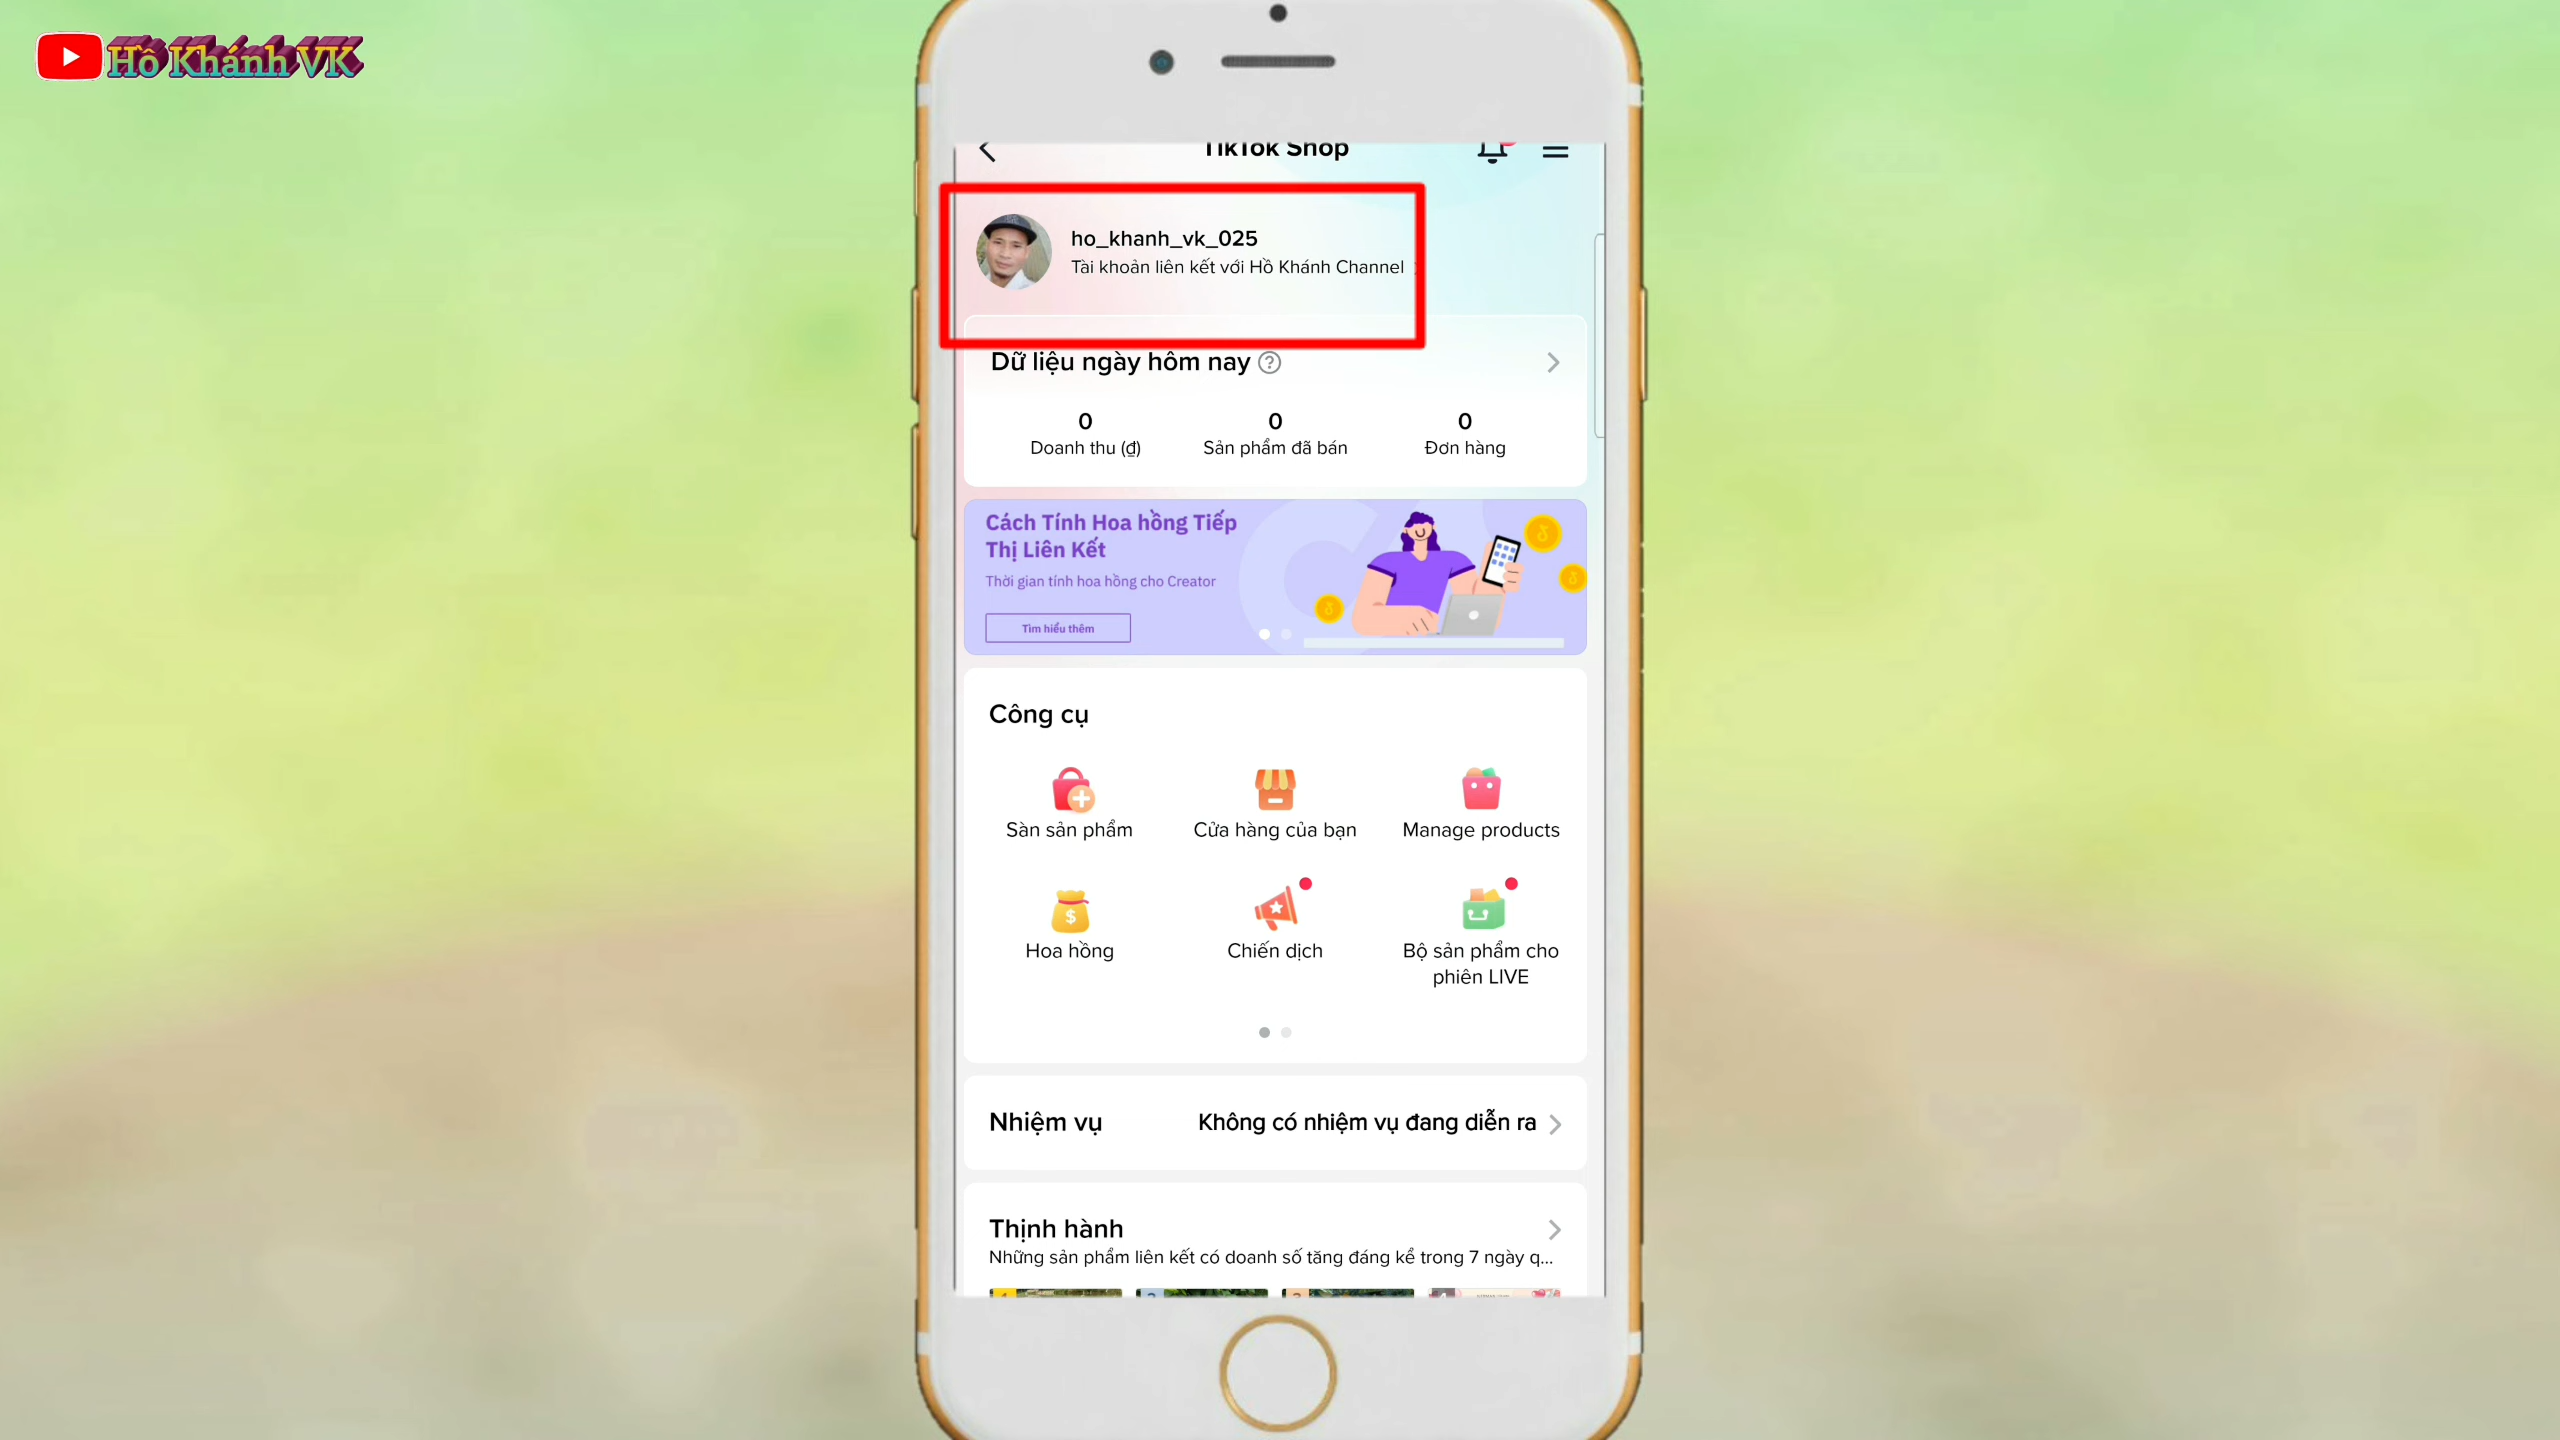 Hồ Khánh VK
TikTok Shop
ho_khanh_vk_025
Tài khoản liên kết với Hồ Khánh Channel
Dữ liệu ngày hôm nay
0
0
0
Doanh thu (₫)
Sản phẩm đã bán
Đơn hàng
Cách Tính Hoa hồng Tiếp
Thị Liên Kết
Thời gian tính hoa hồng cho Creator
Tìm hiểu thêm
Công cụ
Sàn sản phẩm
Cửa hàng của bạn
Manage products
Hoa hồng
Chiến dịch
Bộ sản phẩm cho
phiên LIVE
Nhiệm vụ
Không có nhiệm vụ đang diễn ra
Thịnh hành
Những sản phẩm liên kết có doanh số tăng đáng kể trong 7 ngày q...